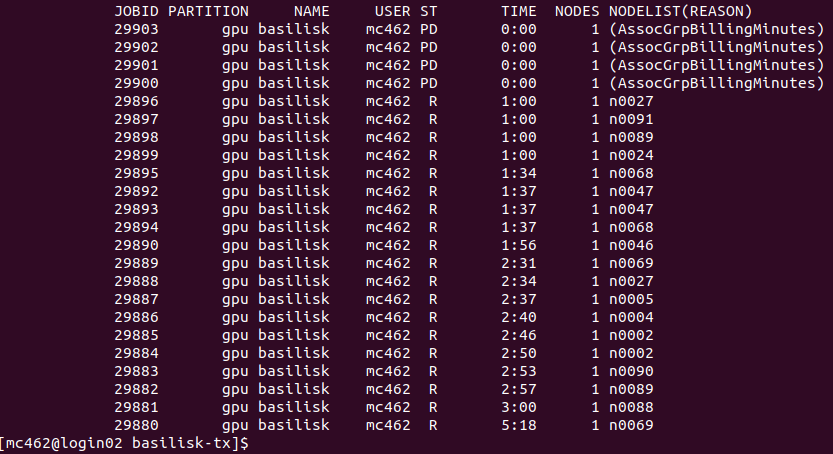 JOBID PARTITION NAME USER ST TIME NODES NODELIST(REASON)
29903 gpu basilisk mc462 PD 0:00 1 (AssocGrpBillingMinutes)
29902 gpu basilisk mc462 PD 0:00 1 (AssocGrpBillingMinutes)
29901 gpu basilisk mc462 PD 0:00 1 (AssocGrpBillingMinutes)
29900 gpu basilisk mc462 PD 0:00 1 (AssocGrpBillingMinutes)
29896 gpu basilisk mc462 R 1:00 1 n0027
29897 gpu basilisk mc462 R 1:00 1 n0091
29898 gpu basilisk mc462 R 1:00 1 n0089
29899 gpu basilisk mc462 R 1:00 1 n0024
29895 gpu basilisk mc462 R 1:34 1 n0068
29892 gpu basilisk mc462 R 1:37 1 n0047
29893 gpu basilisk mc462 R 1:37 1 n0047
29894 gpu basilisk mc462 R 1:37 1 n0068
29890 gpu basilisk mc462 R 1:56 1 n0046
29889 gpu basilisk mc462 R 2:31 1 n0069
29888 gpu basilisk mc462 R 2:34 1 n0027
29887 gpu basilisk mc462 R 2:37 1 n0005
29886 gpu basilisk mc462 R 2:40 1 n0004
29885 gpu basilisk mc462 R 2:46 1 n0002
29884 gpu basilisk mc462 R 2:50 1 n0002
29883 gpu basilisk mc462 R 2:53 1 n0090
29882 gpu basilisk mc462 R 2:57 1 n0089
29881 gpu basilisk mc462 R 3:00 1 n0088
29880 gpu basilisk mc462 R 5:18 1 n0069
[mc462@login02 basilisk-tx]$